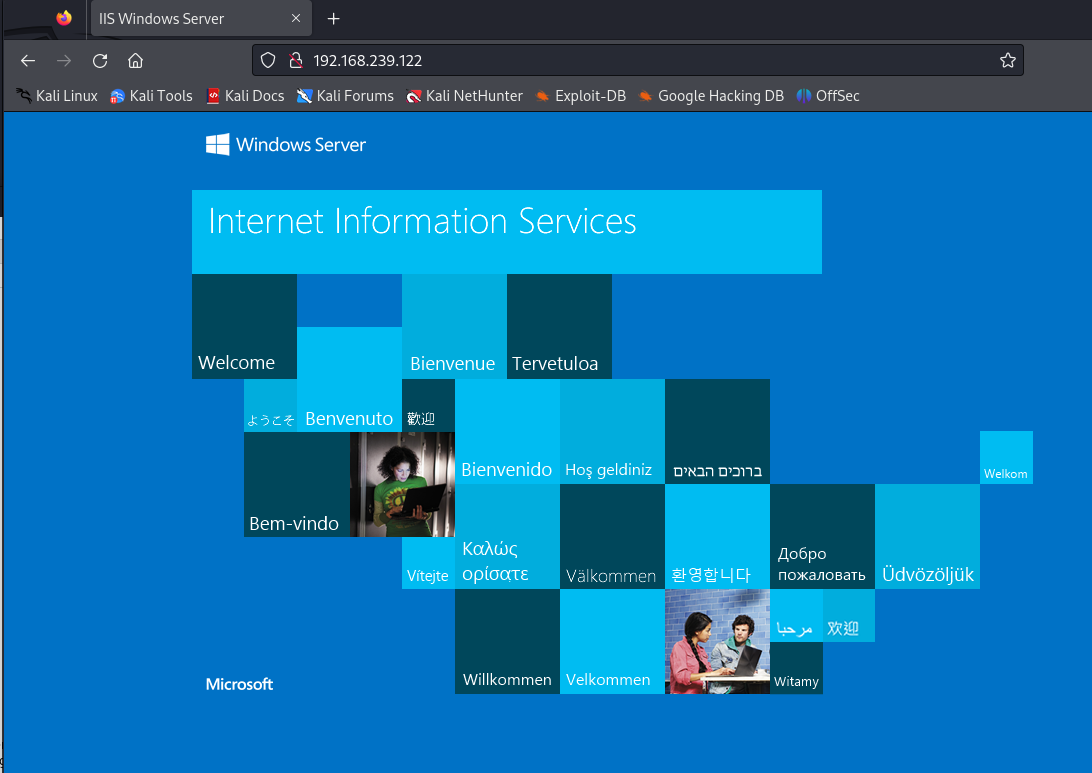 IIS Windows Server
192.168.239.122
Kali Linux Kali Tools Kali Docs Kali Forums Kali NetHunter Exploit-DB Google Hacking DB OffSec
Windows Server
Internet Information Services
Welcome
Bienvenue
Tervetuloa
ようこそ
Benvenuto
歡迎
Bienvenido
Hoş geldiniz
ברוכים הבאים
Welkom
Bem-vindo
Vítejte
Καλώς
ορίσατε
Välkommen
환영합니다
Добро
пожаловать
Üdvözöljük
مرحبا
欢迎
Willkommen
Velkommen
Witamy
Microsoft